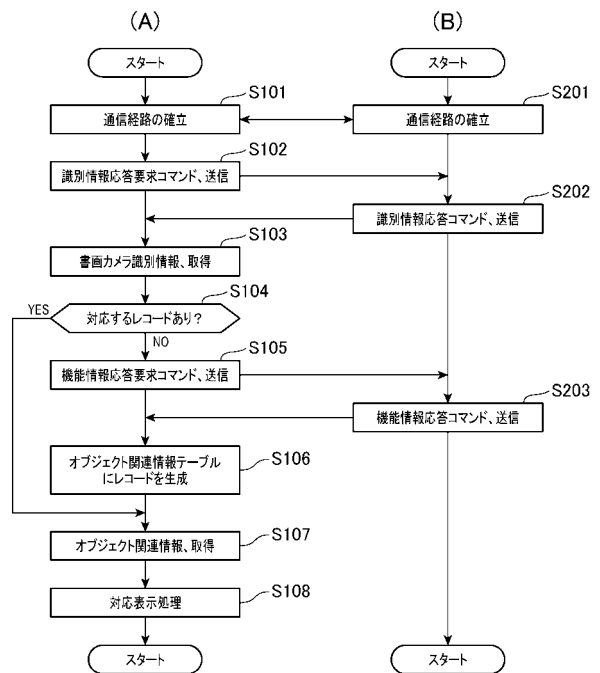 (A)
(B)
スタート
スタート
S101
通信経路の確立
S201
通信経路の確立
S102
識別情報応答要求コマンド、送信
S202
識別情報応答コマンド、送信
S103
書画カメラ識別情報、取得
S104
YES
対応するレコードあり?
NO
S105
機能情報応答要求コマンド、送信
S203
機能情報応答コマンド、送信
S106
オブジェクト関連情報テーブル
にレコードを生成
S107
オブジェクト関連情報、取得
S108
対応表示処理
スタート
スタート